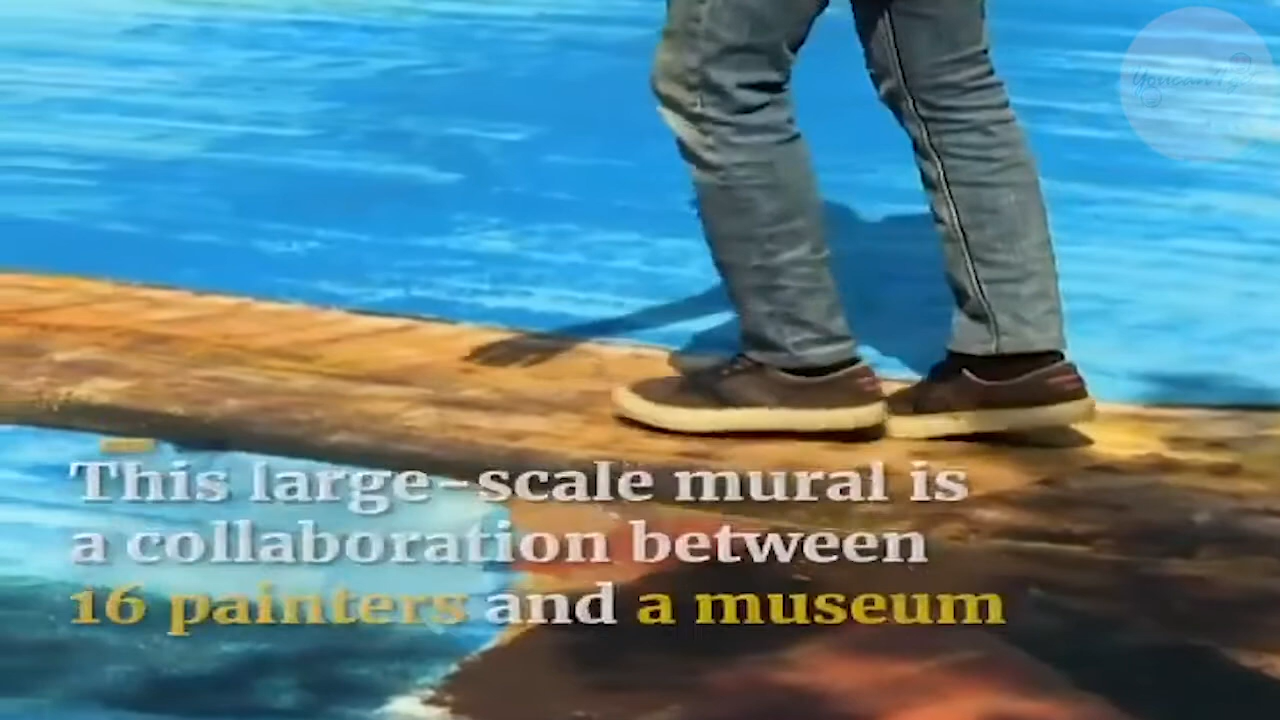 This large-scale mural is
a collaboration between
16 painters and a museum